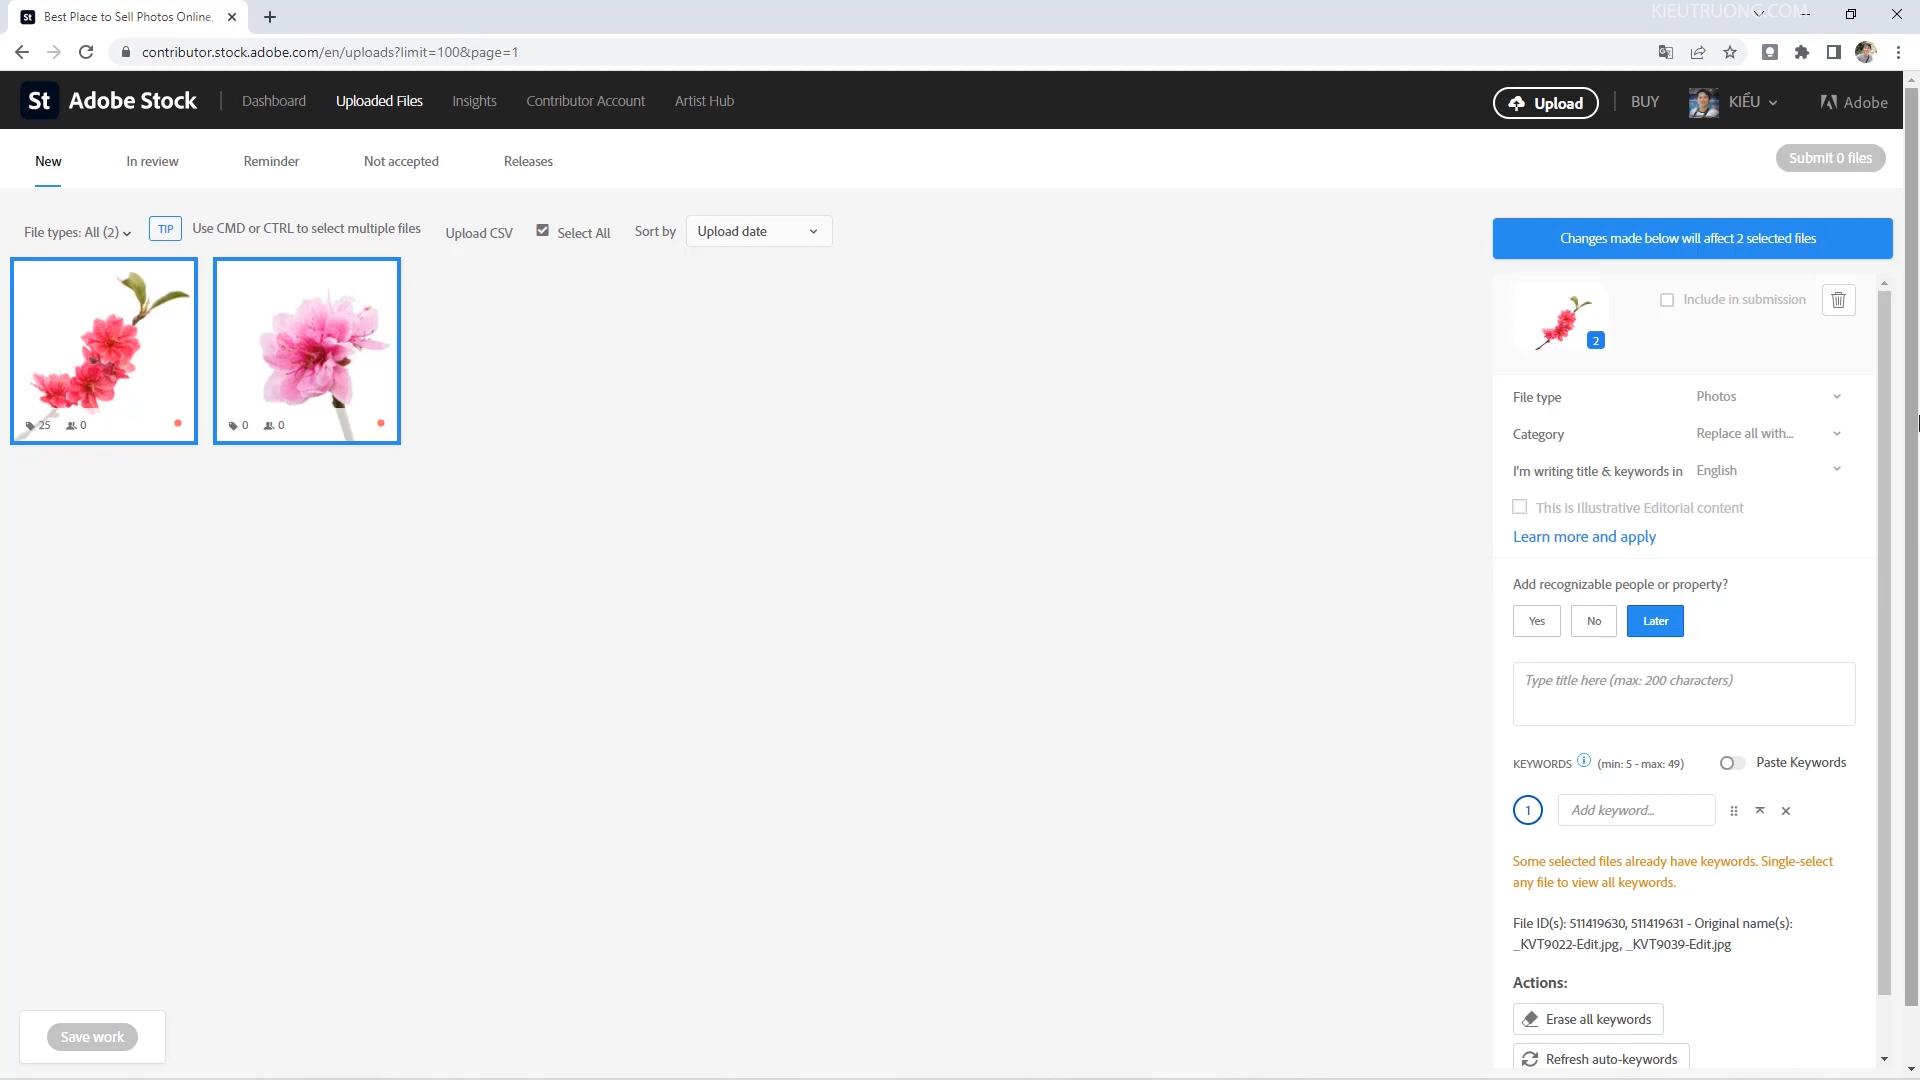 St Best Place to Sell Photos Online,
KIEUTRUONG.COM
contributor.stock.adobe.com/en/uploads?limit=100&page=1
St Adobe Stock Dashboard Uploaded Files Insights Contributor Account Artist Hub Upload BUY KIỀU Adobe
New In review Reminder Not accepted Releases Submit 0 files
File types: All (2) TIP Use CMD or CTRL to select multiple files Upload CSV Select All Sort by Upload date
Changes made below will affect 2 selected files
Include in submission
2
25 0 0 0
File type Photos
Category Replace all with...
I'm writing title & keywords in English
This is Illustrative Editorial content
Learn more and apply
Add recognizable people or property?
Yes No Later
Type title here (max: 200 characters)
KEYWORDS i (min: 5 - max: 49) Paste Keywords
1 Add keyword...
Some selected files already have keywords. Single-select
any file to view all keywords.
File ID(s): 511419630, 511419631 - Original name(s):
_KVT9022-Edit.jpg, _KVT9039-Edit.jpg
Actions:
Erase all keywords
Refresh auto-keywords
Save work